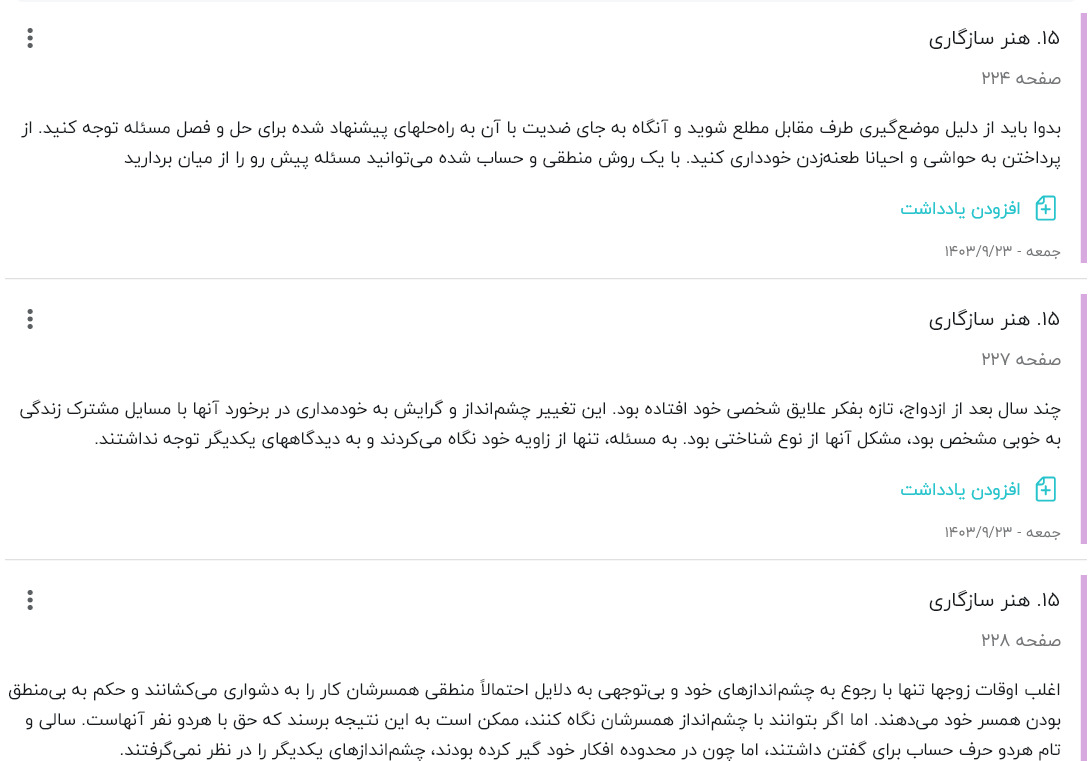 ۱۵. هنر سازگاری
صفحه ۲۲۴
بدوا باید از دلیل موضع‌گیری طرف مقابل مطلع شوید و آنگاه به جای ضدیت با آن به راه‌حلهای پیشنهاد شده برای حل و فصل مسئله توجه کنید. از
پرداختن به حواشی و احیانا طعنه‌زدن خودداری کنید. با یک روش منطقی و حساب شده می‌توانید مسئله پیش رو را از میان بردارید
افزودن یادداشت
جمعه - ۱۴۰۳/۹/۲۳
۱۵. هنر سازگاری
صفحه ۲۲۷
چند سال بعد از ازدواج، تازه بفکر علایق شخصی خود افتاده بود. این تغییر چشم‌انداز و گرایش به خودمداری در برخورد آنها با مسایل مشترک زندگی
به خوبی مشخص بود، مشکل آنها از نوع شناختی بود. به مسئله، تنها از زاویه خود نگاه می‌کردند و به دیدگاههای یکدیگر توجه نداشتند.
افزودن یادداشت
جمعه - ۱۴۰۳/۹/۲۳
۱۵. هنر سازگاری
صفحه ۲۲۸
اغلب اوقات زوجها تنها با رجوع به چشم‌اندازهای خود و بی‌توجهی به دلایل احتمالاً منطقی همسرشان کار را به دشواری می‌کشانند و حکم به بی‌منطق
بودن همسر خود می‌دهند. اما اگر بتوانند با چشم‌انداز همسرشان نگاه کنند، ممکن است به این نتیجه برسند که حق با هردو نفر آنهاست. سالی و
تام هردو حرف حساب برای گفتن داشتند، اما چون در محدوده افکار خود گیر کرده بودند، چشم‌اندازهای یکدیگر را در نظر نمی‌گرفتند.